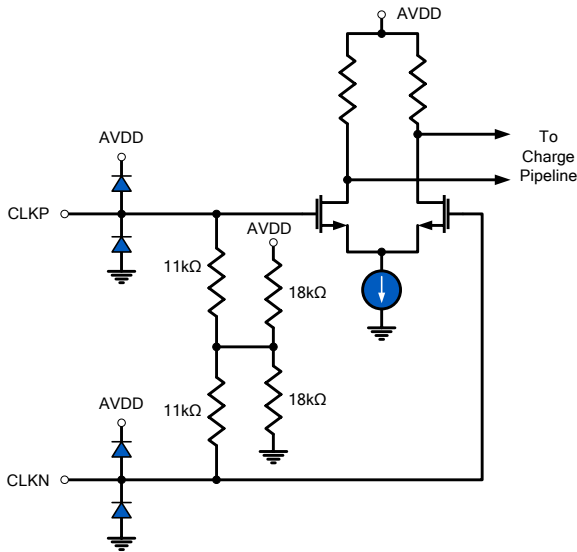 AVDD
To
Charge
Pipeline
AVDD
CLKP
AVDD
11kΩ
18kΩ
11kΩ
18kΩ
AVDD
CLKN